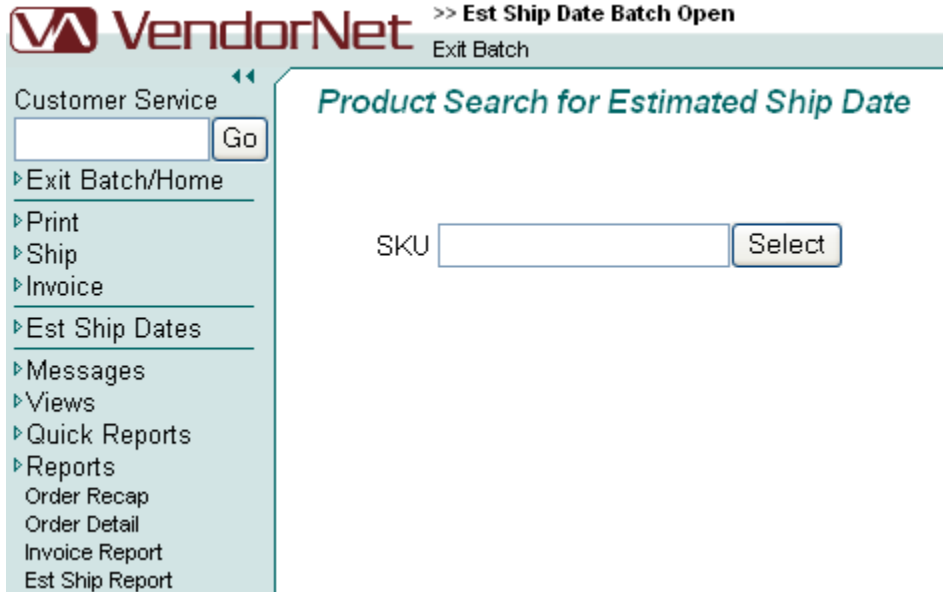 VA VendorNet
>> Est Ship Date Batch Open
Exit Batch
Customer Service
Go
Exit Batch/Home
Print
Ship
Invoice
Est Ship Dates
Messages
Views
Quick Reports
Reports
Order Recap
Order Detail
Invoice Report
Est Ship Report
Product Search for Estimated Ship Date
SKU Select